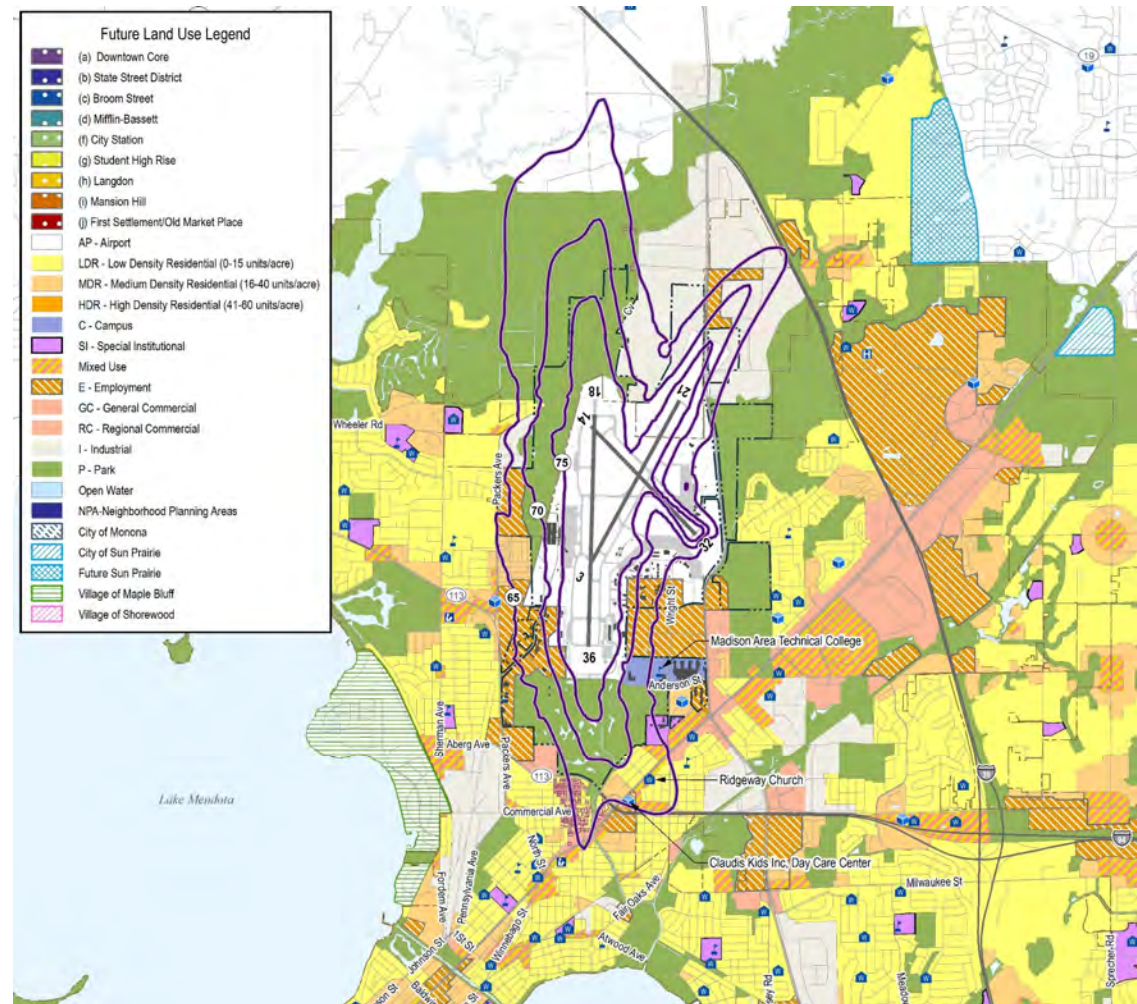 Future Land Use Legend
(a) Downtown Core
(b) State Street District
(c) Broom Street
(d) Mifflin-Bassett
(f) City Station
(g) Student High Rise
(h) Langdon
(i) Mansion Hill
(j) First Settlement/Old Market Place
AP - Airport
LDR - Low Density Residential (0-15 units/acre)
MDR - Medium Density Residential (16-40 units/acre)
HDR - High Density Residential (41-60 units/acre)
C - Campus
SI - Special Institutional
Mixed Use
E - Employment
GC - General Commercial
RC - Regional Commercial
I - Industrial
P - Park
Open Water
NPA-Neighborhood Planning Areas
City of Monona
City of Sun Prairie
Future Sun Prairie
Village of Maple Bluff
Village of Shorewood
19
H
Wheeler Rd
Packers Ave
18
14
21
75
70
65
32
3
36
113
Wright St
Madison Area Technical College
Anderson St
Sherman Ave
Aberg Ave
Packers Ave
113
Ridgeway Church
Lake Mendota
Commercial Ave
39
94
North St
Claudis Kids Inc, Day Care Center
Pennsylvania Ave
Fordem Ave
Milwaukee St
Fair Oaks Ave
Winnebago St
1St St
Johnson St
Atwood Ave
Sprecher Rd